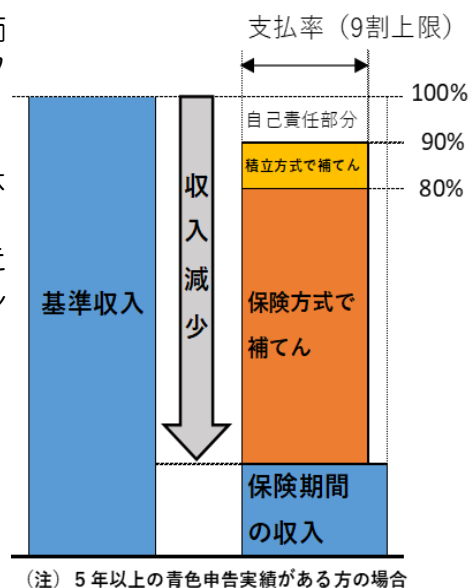 支払率（9割上限）
100%
自己責任部分
90%
積立方式で補てん
80%
収入減少
基準収入
保険方式で
補てん
保険期間
の収入
（注）５年以上の青色申告実績がある方の場合